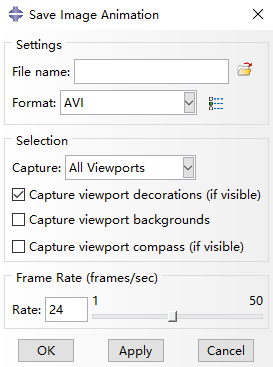 Save Image Animation
Settings
File name:
Format: AVI
Selection
Capture: All Viewports
Capture viewport decorations (if visible)
Capture viewport backgrounds
Capture viewport compass (if visible)
Frame Rate (frames/sec)
1 50
Rate: 24
OK Apply Cancel